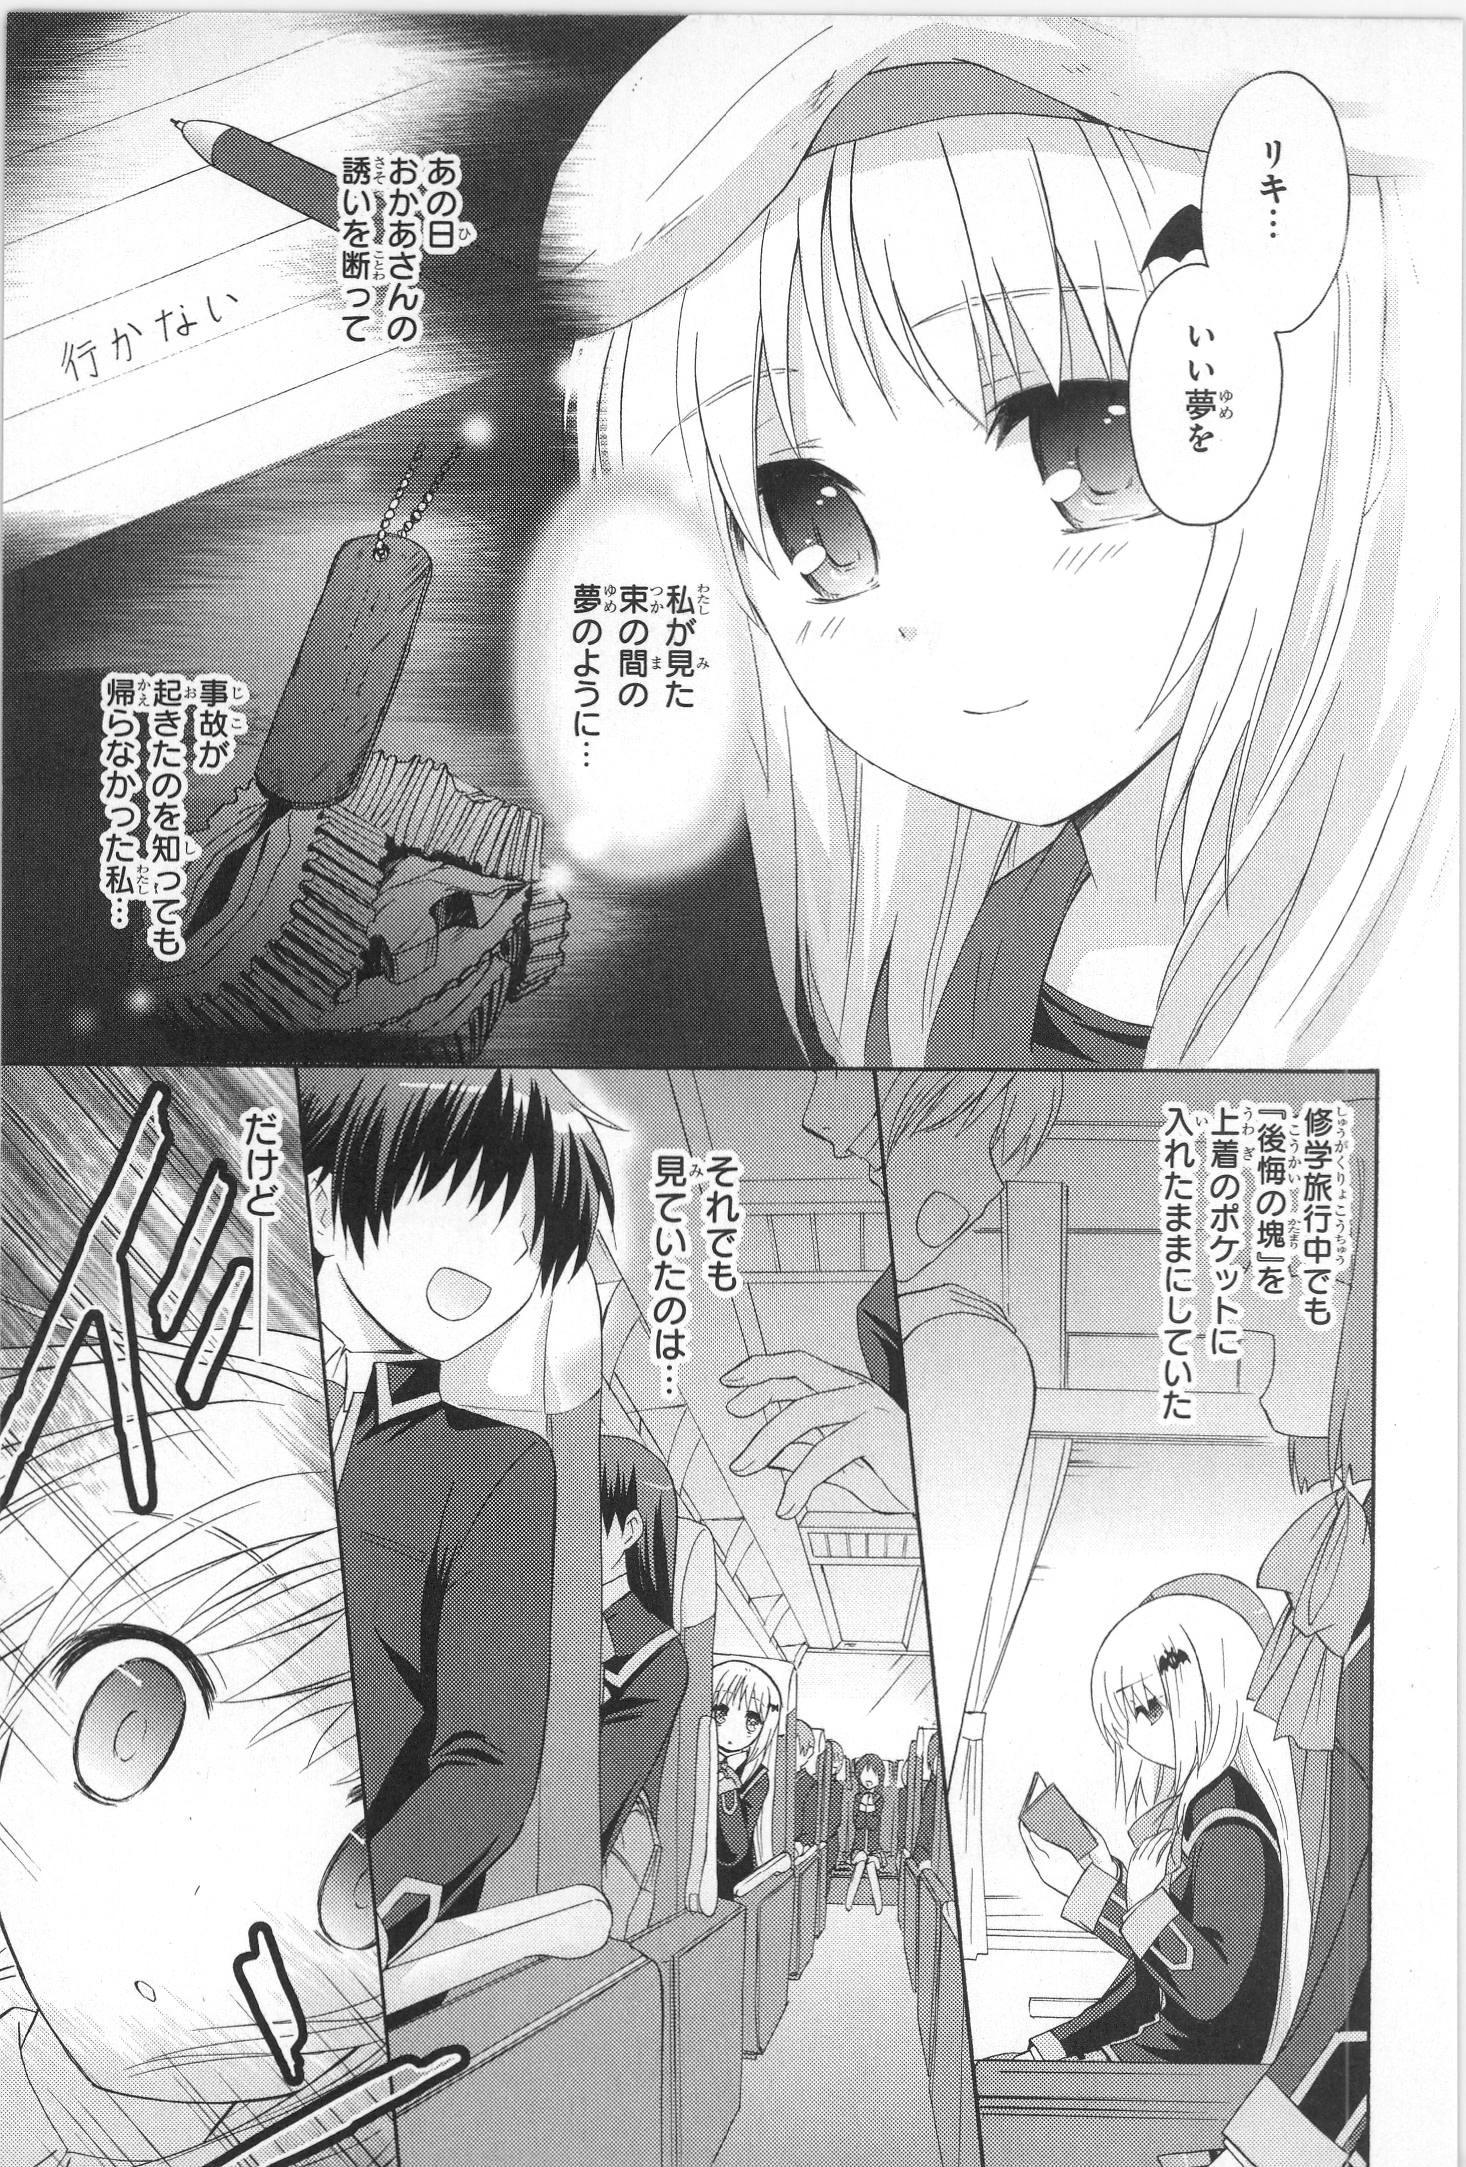 リキ…
いい夢を
私が見た
束の間の
夢のように…
あの日
おかあさんの
誘いを断って
行かない
事故が
起きたのを知っても
帰らなかった私…
修学旅行中でも
『後悔の塊』を
上着のポケットに
入れたままにしていた
それでも
見ていたのは…
だけど――